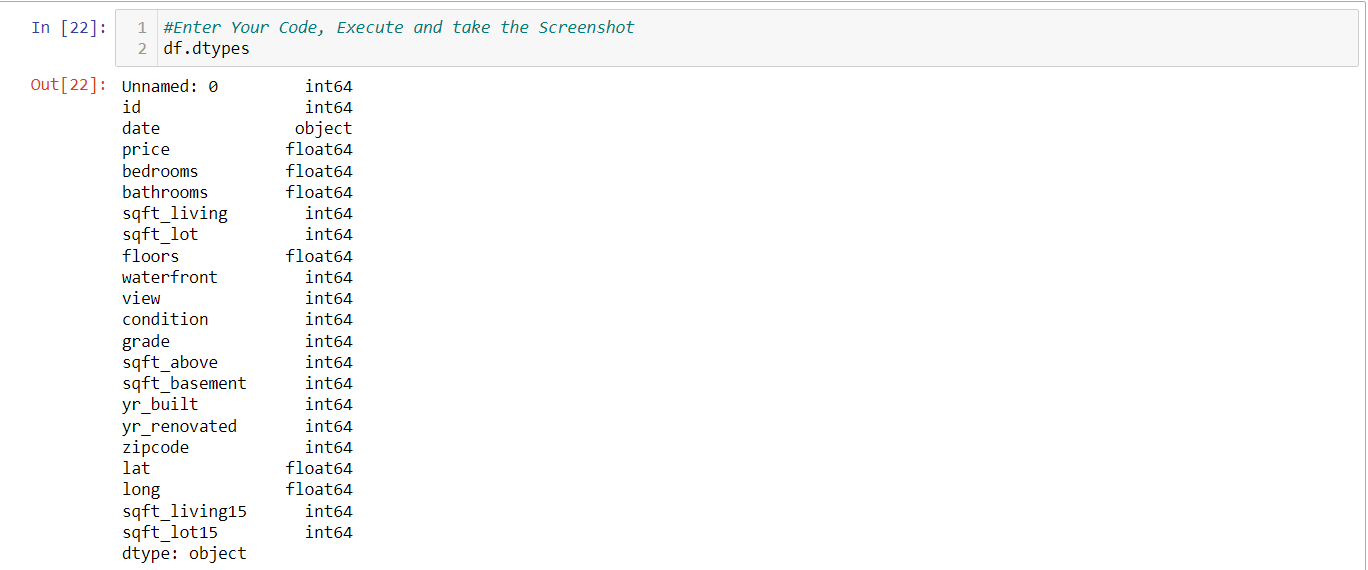 In [22]: 1 #Enter Your Code, Execute and take the Screenshot
2 df.dtypes
Out[22]: Unnamed: 0 int64
id int64
date object
price float64
bedrooms float64
bathrooms float64
sqft_living int64
sqft_lot int64
floors float64
waterfront int64
view int64
condition int64
grade int64
sqft_above int64
sqft_basement int64
yr_built int64
yr_renovated int64
zipcode int64
lat float64
long float64
sqft_living15 int64
sqft_lot15 int64
dtype: object